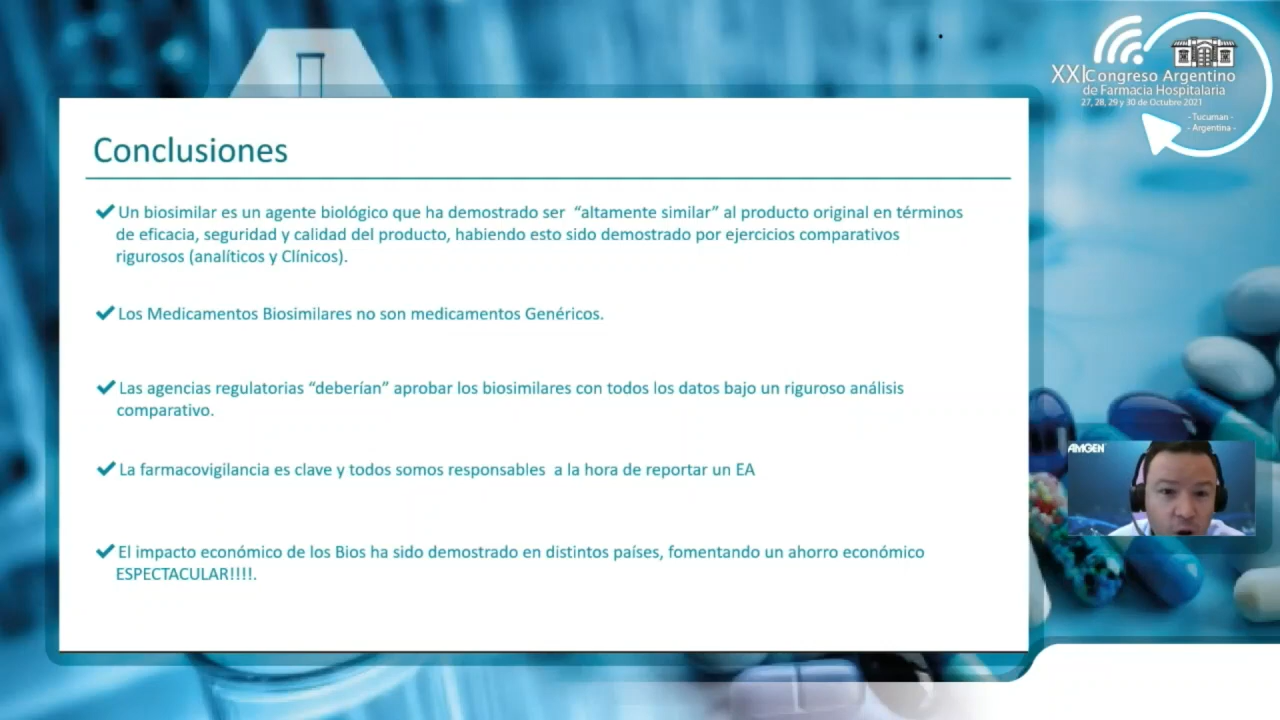 XXI Congreso Argentino
de Farmacia Hospitalaria
27, 28, 29 y 30 de Octubre 2021
- Tucuman -
- Argentina -
Conclusiones
Un biosimilar es un agente biológico que ha demostrado ser “altamente similar” al producto original en términos
de eficacia, seguridad y calidad del producto, habiendo esto sido demostrado por ejercicios comparativos
rigurosos (analíticos y Clínicos).
Los Medicamentos Biosimilares no son medicamentos Genéricos.
Las agencias regulatorias “deberían” aprobar los biosimilares con todos los datos bajo un riguroso análisis
comparativo.
La farmacovigilancia es clave y todos somos responsables a la hora de reportar un EA
El impacto económico de los Bios ha sido demostrado en distintos países, fomentando un ahorro económico
ESPECTACULAR!!!!.
AMGEN